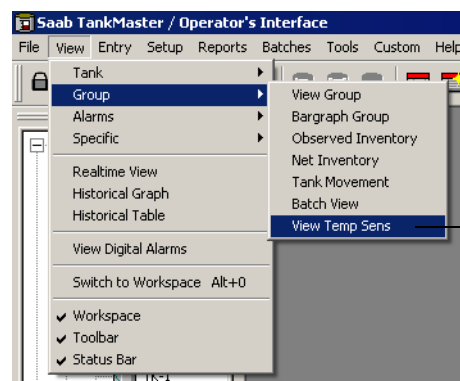 Saab TankMaster / Operator's Interface
File View Entry Setup Reports Batches Tools Custom Help
Tank
Group
Alarms
Specific
Realtime View
Historical Graph
Historical Table
View Digital Alarms
Switch to Workspace Alt+0
Workspace
Toolbar
Status Bar
View Group
Bargraph Group
Observed Inventory
Net Inventory
Tank Movement
Batch View
View Temp Sens